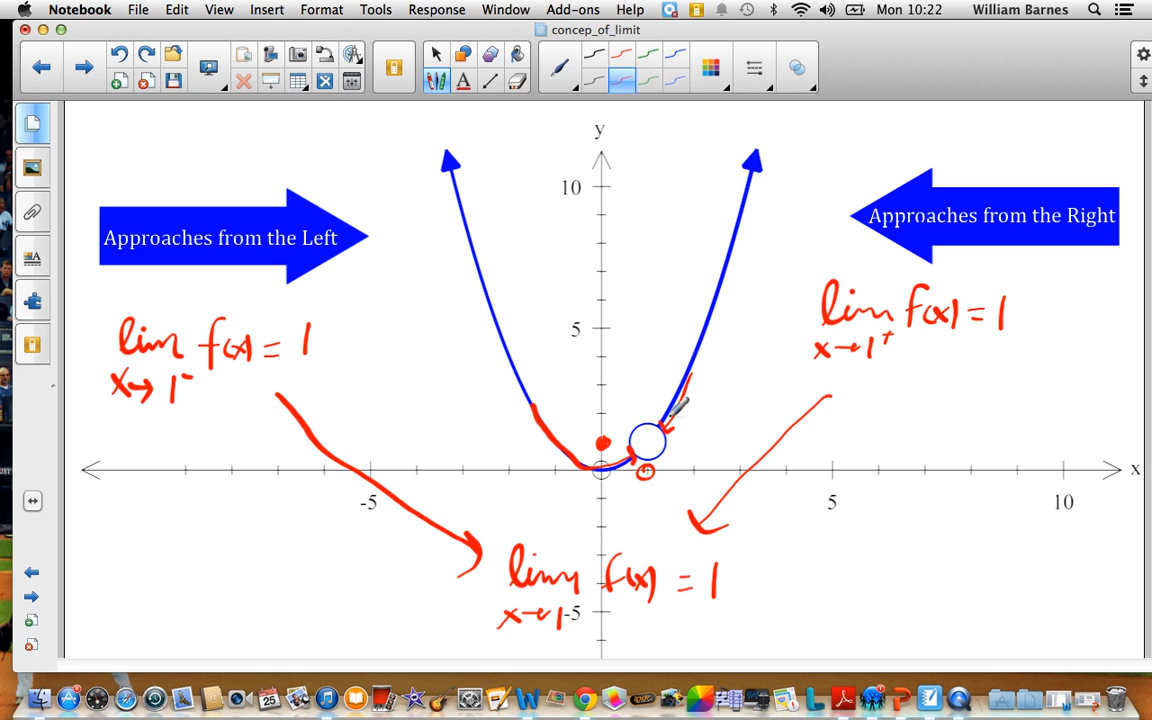 Notebook File Edit View Insert Format Tools Response Window Add-ons Help Mon 10:22 William Barnes
concep_of_limit
y
10
Approaches from the Left
Approaches from the Right
5
lim f(x) = 1
x→1⁻
lim f(x) = 1
x→1⁺
x
-5
5
10
lim f(x) = 1
x→1
-5